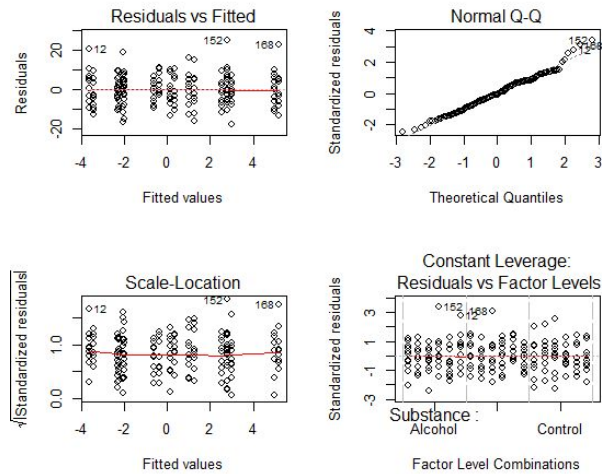 Residuals vs Fitted
Residuals
20
0
-20
12
152
168
-4
-2
0
2
4
Fitted values
Normal Q-Q
Standardized residuals
4
2
0
-2
152
168
12
-3
-2
-1
0
1
2
3
Theoretical Quantiles
Scale-Location
√|Standardized residuals|
1.0
0.0
12
152
168
-4
-2
0
2
4
Fitted values
Constant Leverage:
Residuals vs Factor Levels
Standardized residuals
3
1
-1
-3
152
12
168
Substance :
Alcohol
Control
Factor Level Combinations